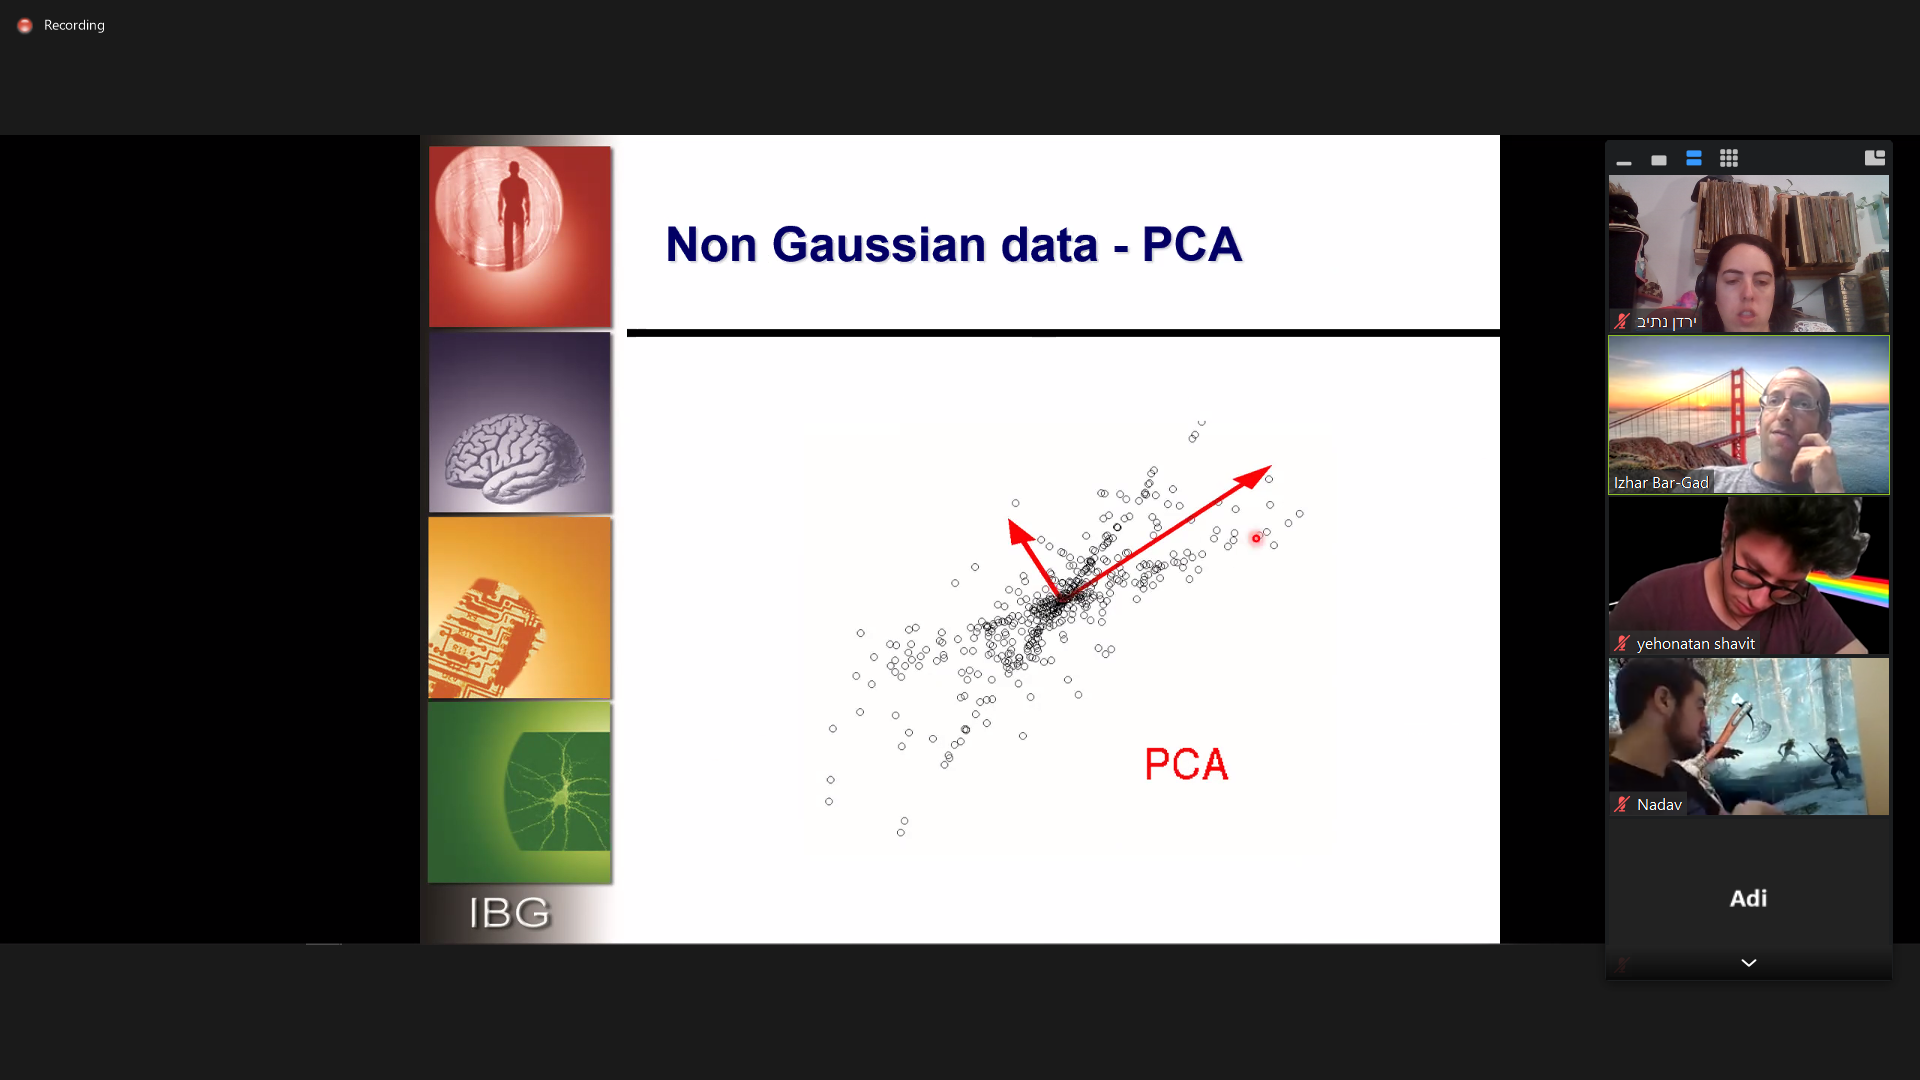 Recording
Non Gaussian data - PCA
PCA
IBG
ירדן נתיב
Izhar Bar-Gad
yehonatan shavit
Nadav
Adi